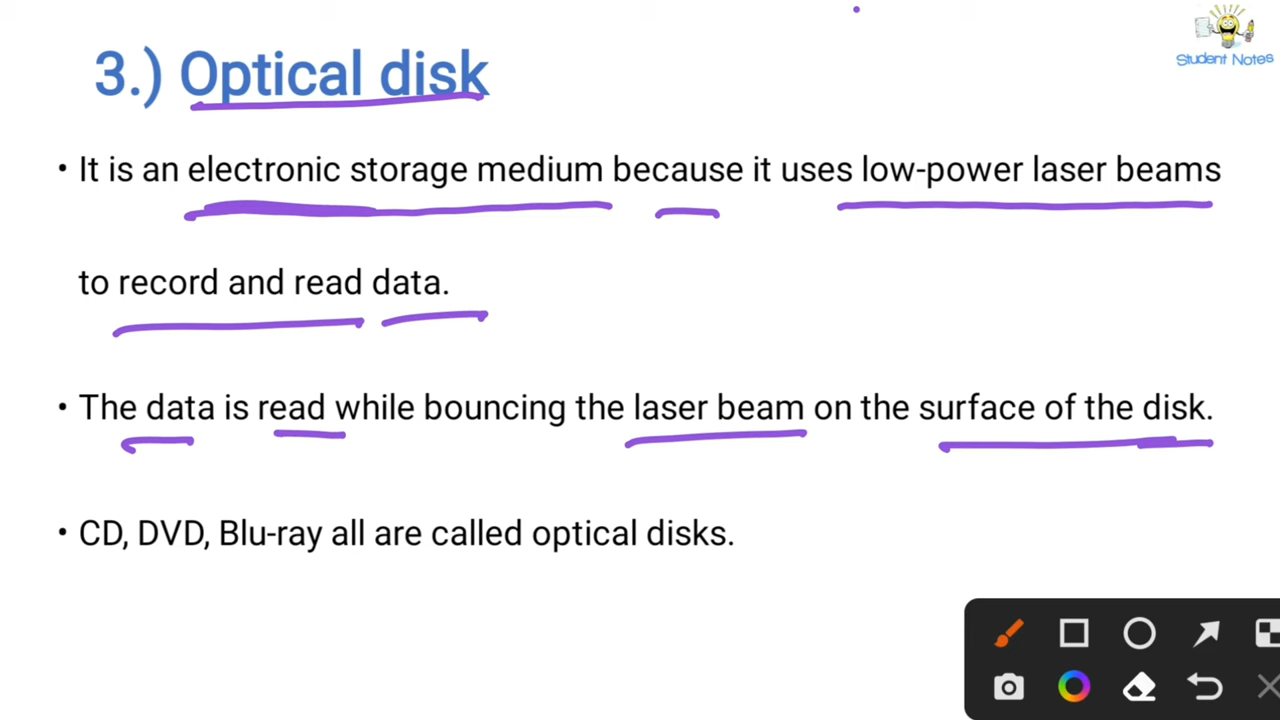 Student Notes
3.) Optical disk
• It is an electronic storage medium because it uses low-power laser beams
to record and read data.
• The data is read while bouncing the laser beam on the surface of the disk.
• CD, DVD, Blu-ray all are called optical disks.